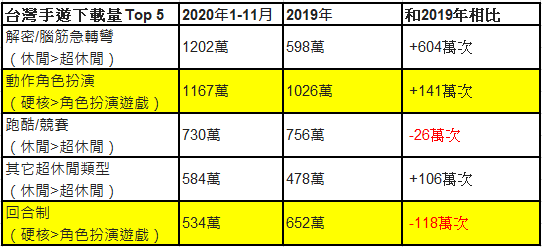 台灣手遊下載量 Top 5 2020年1-11月 2019年 和2019年相比
解密/腦筋急轉彎
（休閒>超休閒） 1202萬 598萬 +604萬次
動作角色扮演
（硬核>角色扮演遊戲） 1167萬 1026萬 +141萬次
跑酷/競賽
（休閒>超休閒） 730萬 756萬 -26萬次
其它超休閒類型
（休閒>超休閒） 584萬 478萬 +106萬次
回合制
（硬核>角色扮演遊戲） 534萬 652萬 -118萬次